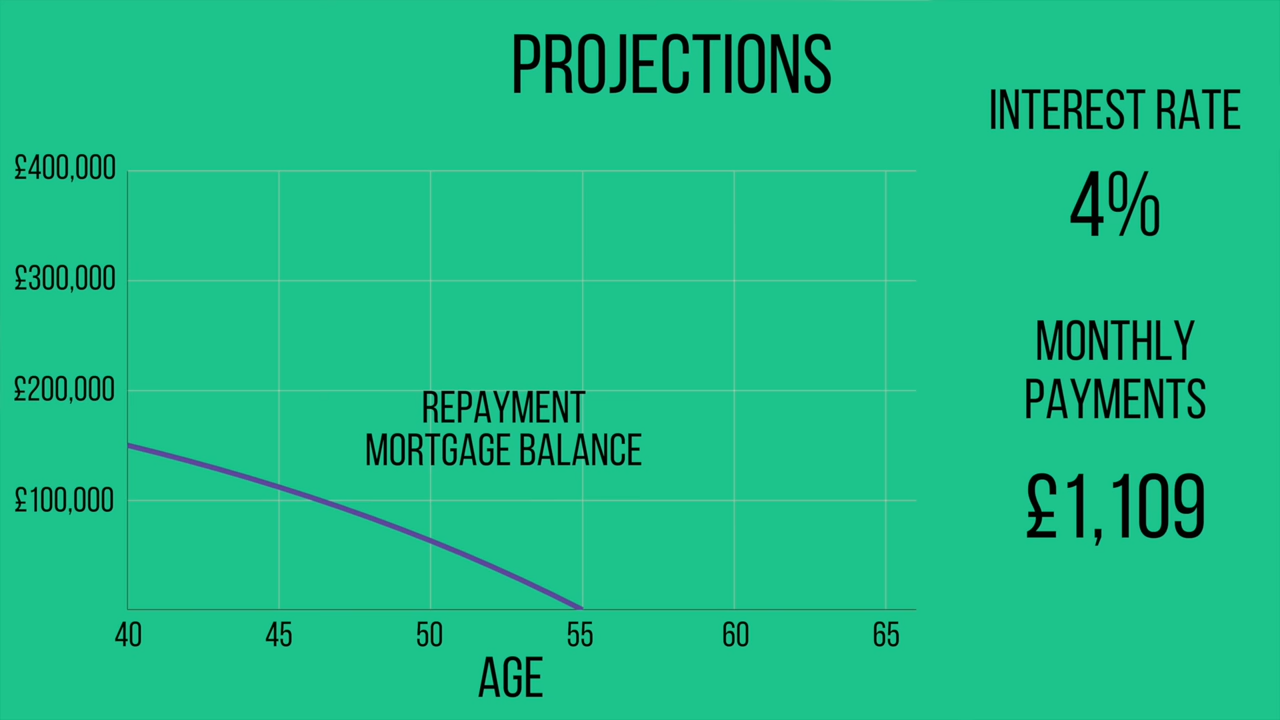 PROJECTIONS
INTEREST RATE
4%
MONTHLY
PAYMENTS
£1,109
£400,000
£300,000
£200,000
£100,000
REPAYMENT
MORTGAGE BALANCE
40 45 50 55 60 65
AGE